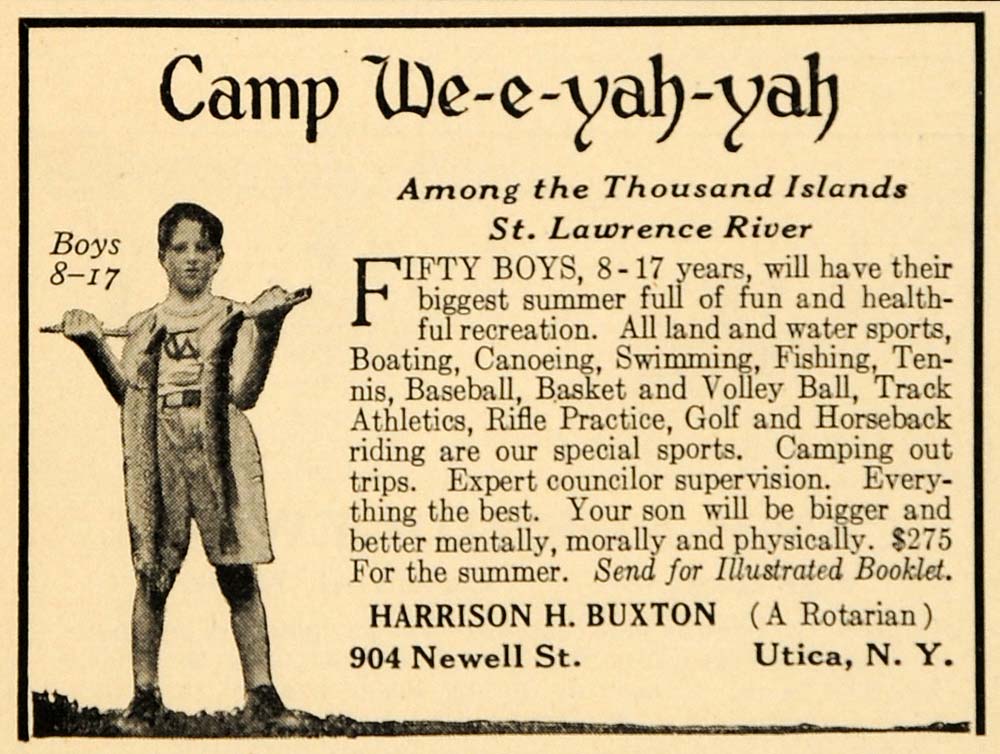 Camp We-e-yah-yah
Among the Thousand Islands
St. Lawrence River
Boys
8-17
FIFTY BOYS, 8-17 years, will have their
biggest summer full of fun and health-
ful recreation. All land and water sports,
Boating, Canoeing, Swimming, Fishing, Ten-
nis, Baseball, Basket and Volley Ball, Track
Athletics, Rifle Practice, Golf and Horseback
riding are our special sports. Camping out
trips. Expert councilor supervision. Every-
thing the best. Your son will be bigger and
better mentally, morally and physically. $275
For the summer. Send for Illustrated Booklet.
HARRISON H. BUXTON (A Rotarian)
904 Newell St. Utica, N. Y.